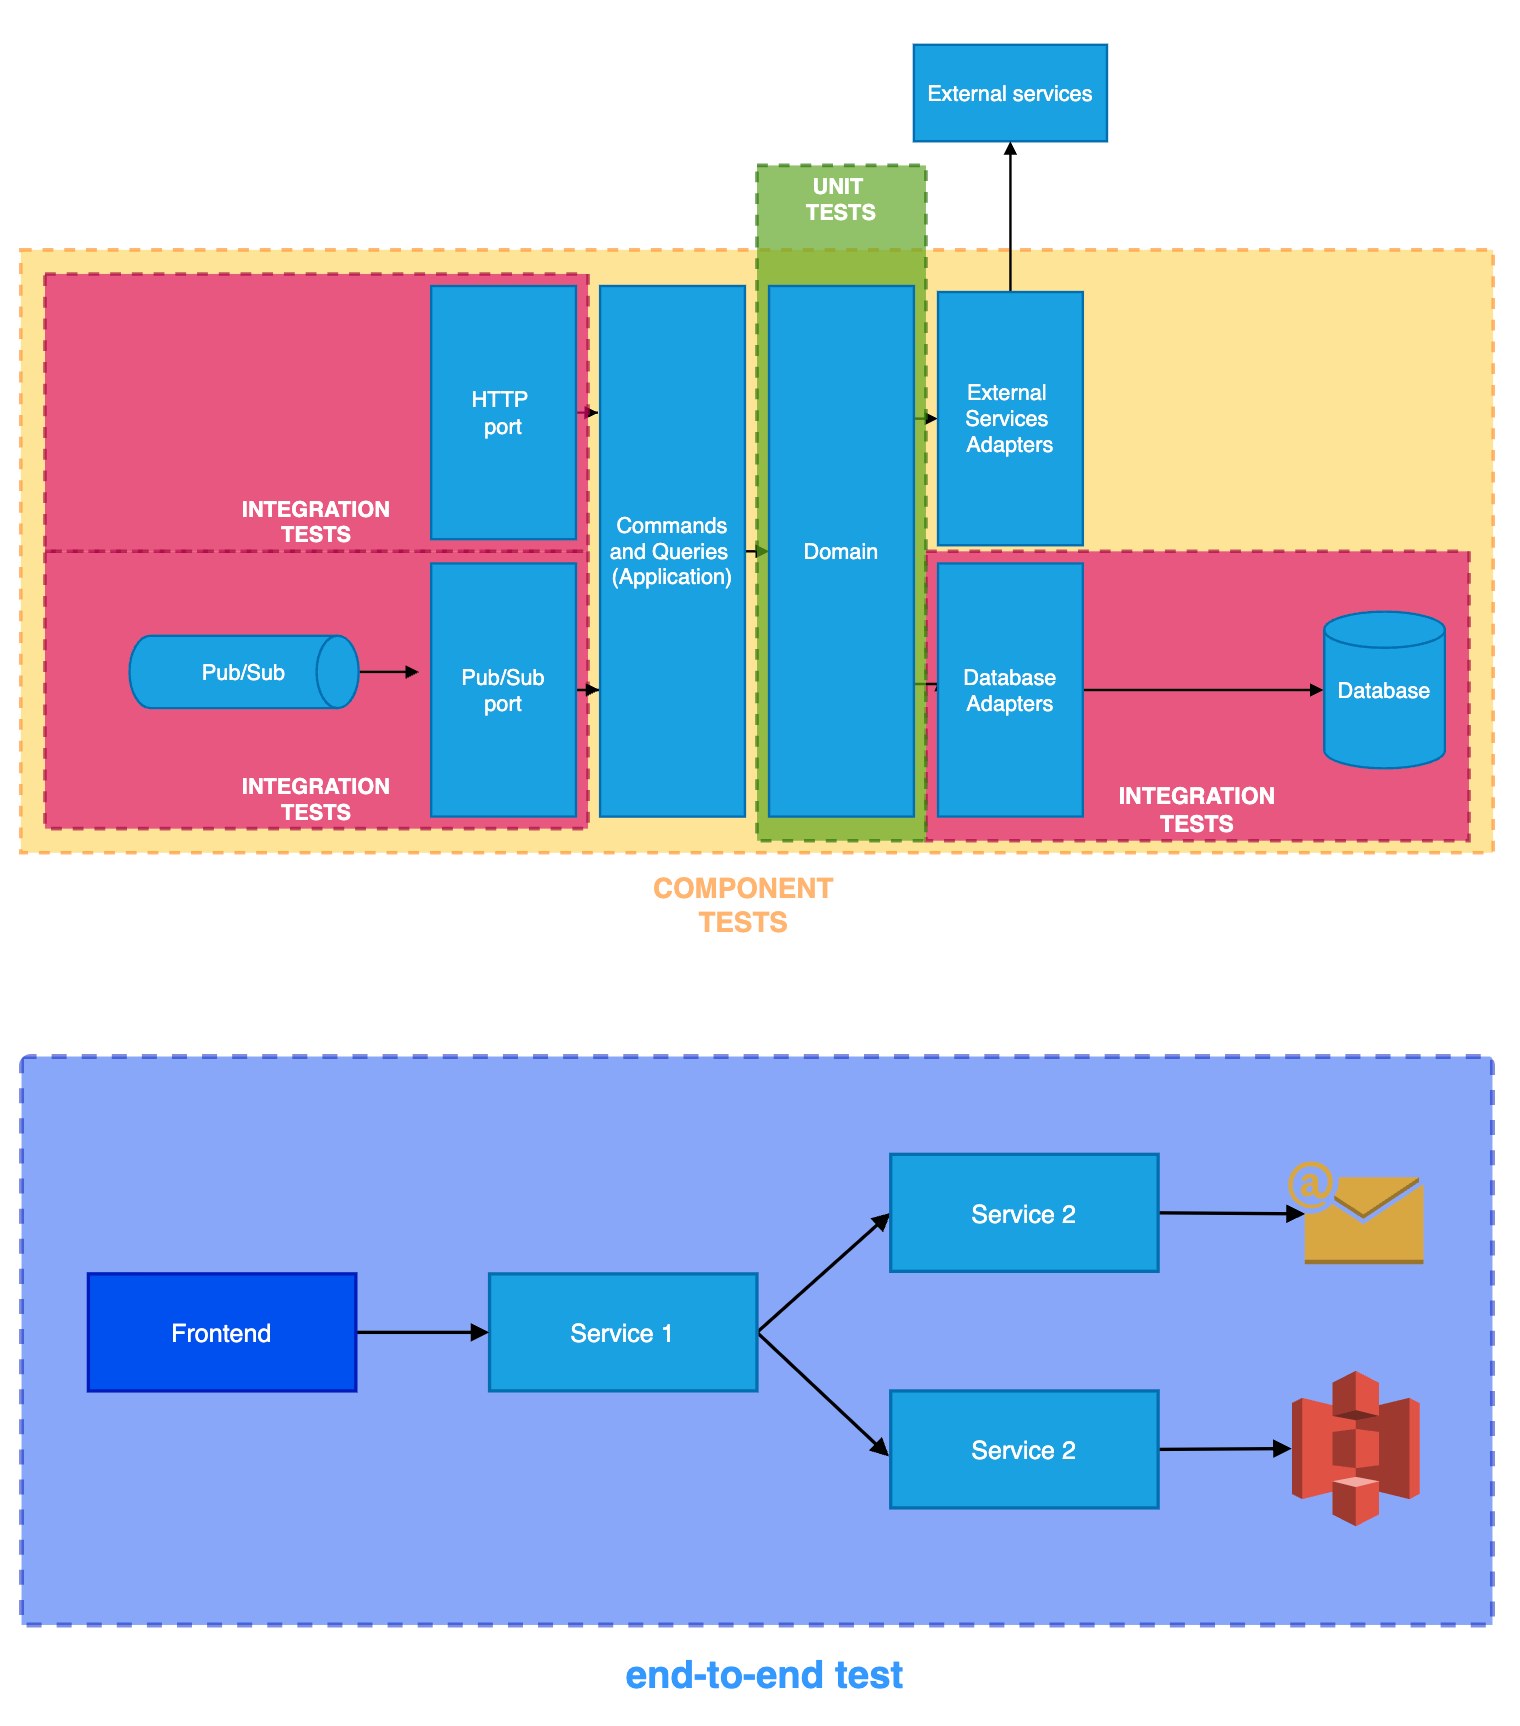 External services
UNIT
TESTS
HTTP
port
INTEGRATION
TESTS
Commands
and Queries
(Application)
Domain
External
Services
Adapters
Pub/Sub
Pub/Sub
port
INTEGRATION
TESTS
Database
Adapters
Database
INTEGRATION
TESTS
COMPONENT
TESTS
Service 2
@
Frontend
Service 1
Service 2
end-to-end test